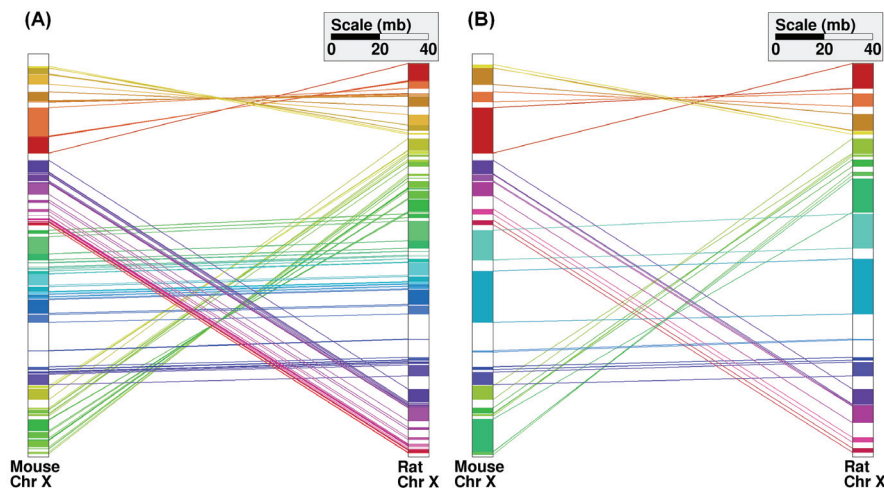 (A)
Scale (mb)
0 20 40
Mouse
Chr X
Rat
Chr X
(B)
Scale (mb)
0 20 40
Mouse
Chr X
Rat
Chr X